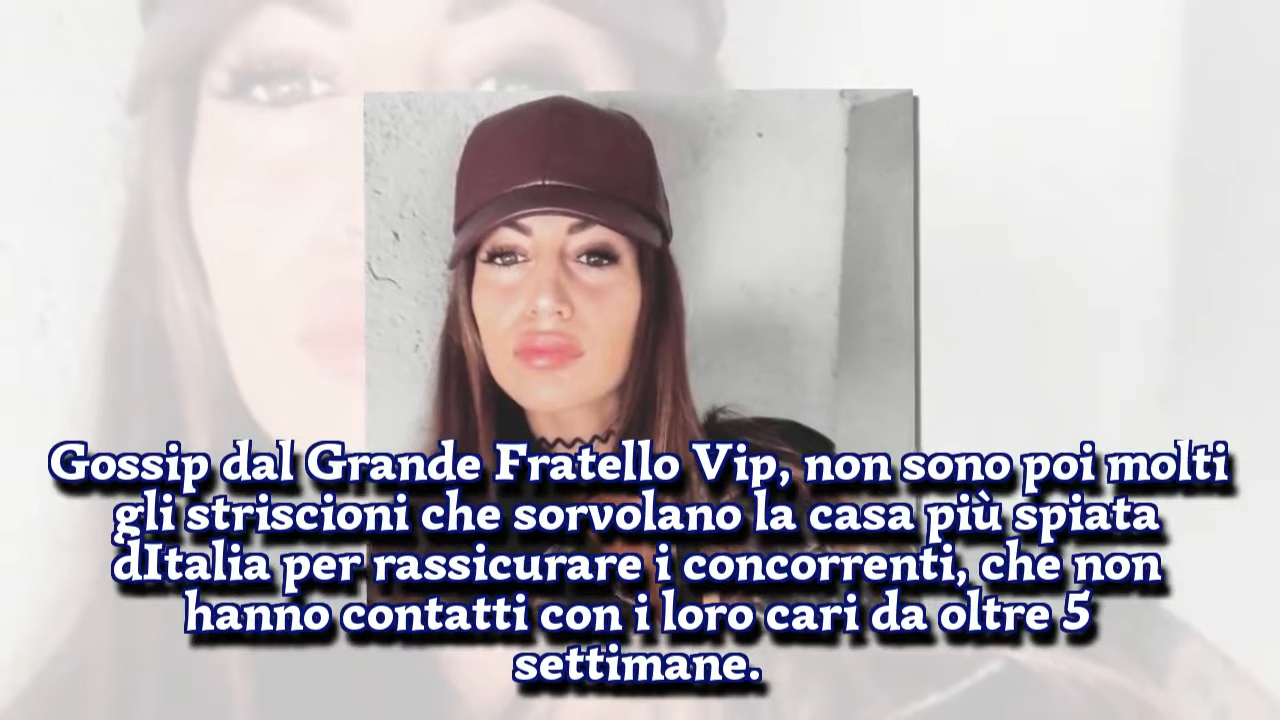 Gossip dal Grande Fratello Vip, non sono poi molti
gli striscioni che sorvolano la casa più spiata
dItalia per rassicurare i concorrenti, che non
hanno contatti con i loro cari da oltre 5
settimane.